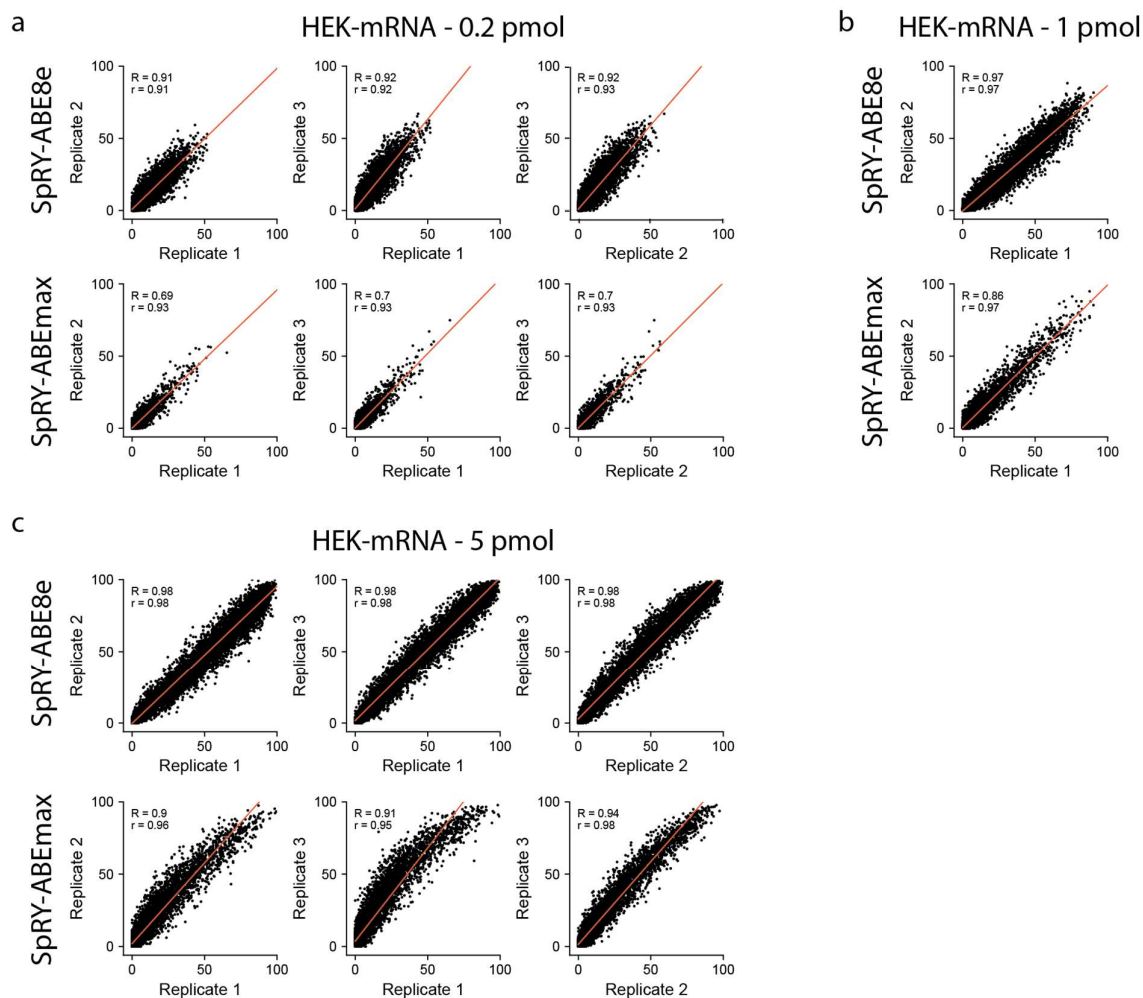 a
HEK-mRNA - 0.2 pmol
SpRY-ABE8e
100
50
0
Replicate 2
R = 0.91
r = 0.91
0 50 100
Replicate 1
100
50
0
Replicate 3
R = 0.92
r = 0.92
0 50 100
Replicate 1
100
50
0
Replicate 3
R = 0.92
r = 0.93
0 50 100
Replicate 2
SpRY-ABEmax
100
50
0
Replicate 2
R = 0.69
r = 0.93
0 50 100
Replicate 1
100
50
0
Replicate 3
R = 0.7
r = 0.93
0 50 100
Replicate 1
100
50
0
Replicate 3
R = 0.7
r = 0.93
0 50 100
Replicate 2
b
HEK-mRNA - 1 pmol
SpRY-ABE8e
100
50
0
Replicate 2
R = 0.97
r = 0.97
0 50 100
Replicate 1
SpRY-ABEmax
100
50
0
Replicate 2
R = 0.86
r = 0.97
0 50 100
Replicate 1
c
HEK-mRNA - 5 pmol
SpRY-ABE8e
100
50
0
Replicate 2
R = 0.98
r = 0.98
0 50 100
Replicate 1
100
50
0
Replicate 3
R = 0.98
r = 0.98
0 50 100
Replicate 1
100
50
0
Replicate 3
R = 0.98
r = 0.98
0 50 100
Replicate 2
SpRY-ABEmax
100
50
0
Replicate 2
R = 0.9
r = 0.96
0 50 100
Replicate 1
100
50
0
Replicate 3
R = 0.91
r = 0.95
0 50 100
Replicate 1
100
50
0
Replicate 3
R = 0.94
r = 0.98
0 50 100
Replicate 2